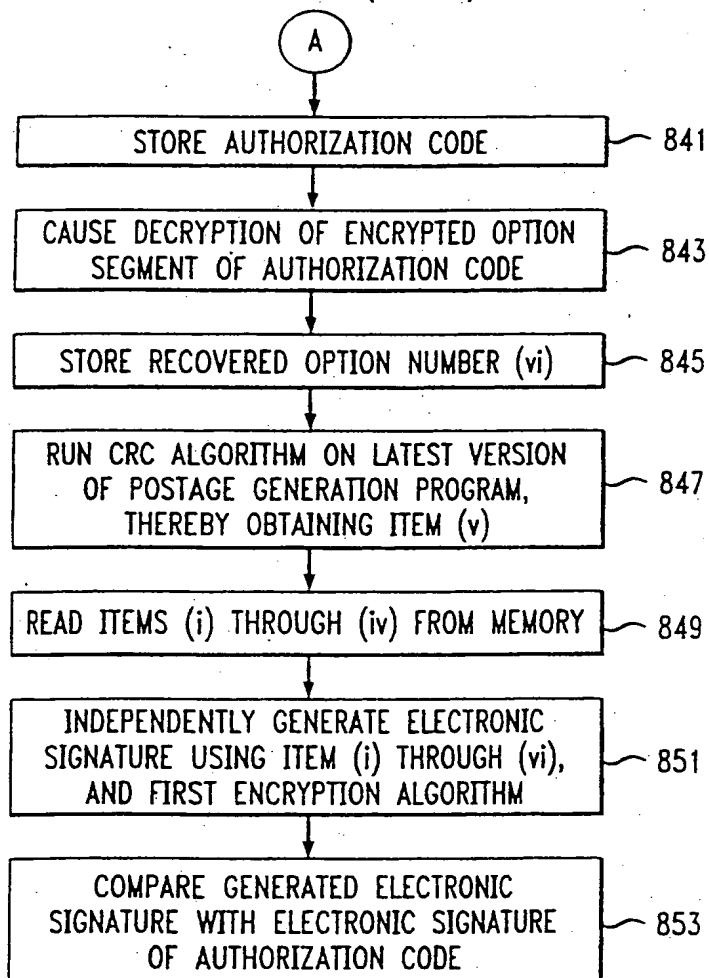 A
STORE AUTHORIZATION CODE
841
CAUSE DECRYPTION OF ENCRYPTED OPTION
SEGMENT OF AUTHORIZATION CODE
843
STORE RECOVERED OPTION NUMBER (vi)
845
RUN CRC ALGORITHM ON LATEST VERSION
OF POSTAGE GENERATION PROGRAM,
THEREBY OBTAINING ITEM (v)
847
READ ITEMS (i) THROUGH (iv) FROM MEMORY
849
INDEPENDENTLY GENERATE ELECTRONIC
SIGNATURE USING ITEM (i) THROUGH (vi),
AND FIRST ENCRYPTION ALGORITHM
851
COMPARE GENERATED ELECTRONIC
SIGNATURE WITH ELECTRONIC SIGNATURE
OF AUTHORIZATION CODE
853